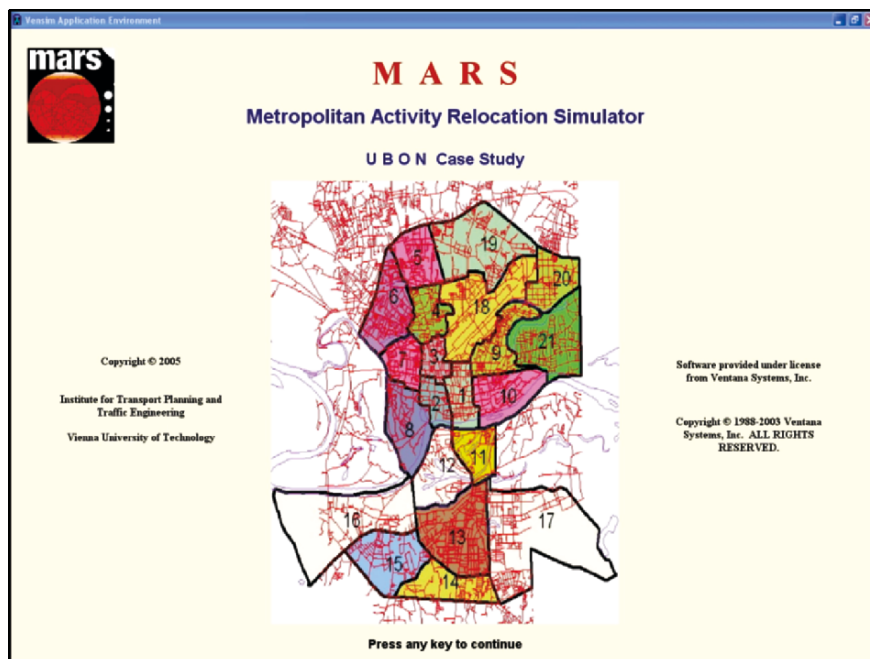 Vensim Application Environment
mars
M A R S
Metropolitan Activity Relocation Simulator
U B O N Case Study
19
5
20
6
18
4
21
9
3
7
10
1
2
8
11
12
16
17
13
15
14
Copyright © 2005
Institute for Transport Planning and
Traffic Engineering
Vienna University of Technology
Software provided under license
from Ventana Systems, Inc.
Copyright © 1988-2003 Ventana
Systems, Inc. ALL RIGHTS
RESERVED.
Press any key to continue